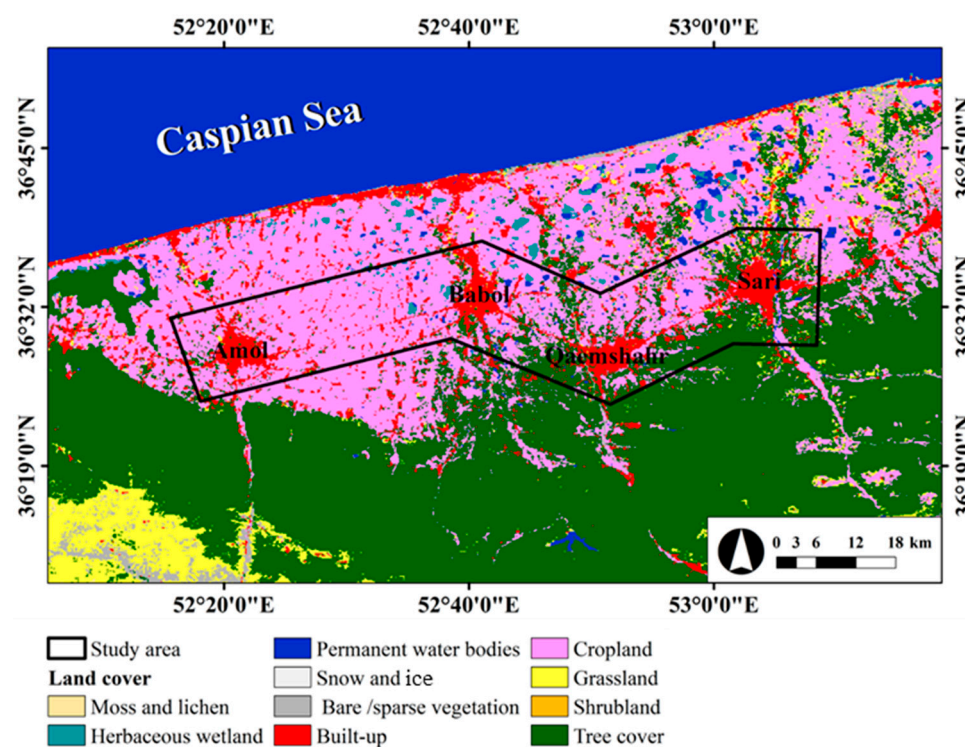 52°20'0"E 52°40'0"E 53°0'0"E
Caspian Sea
36°45'0"N 36°45'0"N
36°32'0"N 36°32'0"N
36°19'0"N 36°19'0"N
Sari
Babol
Amol
Qaemshahr
0 3 6 12 18 km
52°20'0"E 52°40'0"E 53°0'0"E
Study area
Land cover
Moss and lichen
Herbaceous wetland
Permanent water bodies
Snow and ice
Bare /sparse vegetation
Built-up
Cropland
Grassland
Shrubland
Tree cover